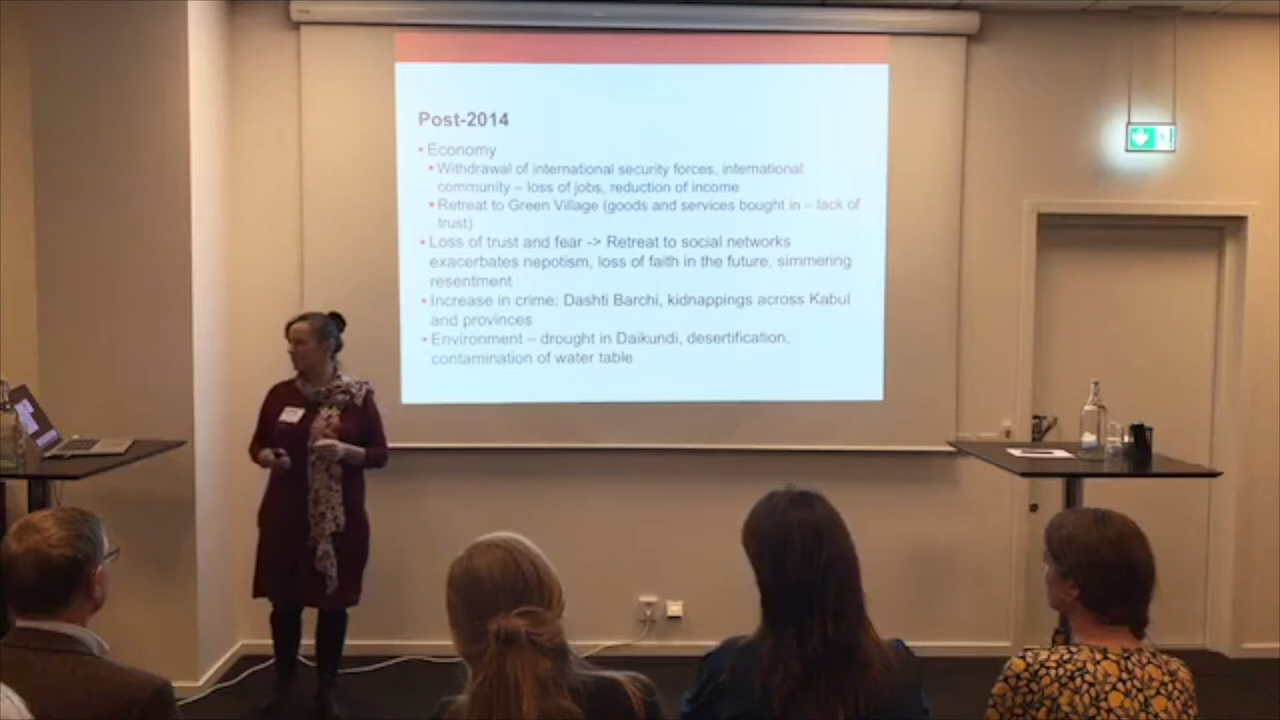 Post-2014
• Economy
• Withdrawal of international security forces, international
community – loss of jobs, reduction of income
• Retreat to Green Village (goods and services bought in – lack of
trust)
• Loss of trust and fear -> Retreat to social networks
exacerbates nepotism, loss of faith in the future, simmering
resentment
• Increase in crime: Dashti Barchi, kidnappings across Kabul
and provinces
• Environment – drought in Daikundi, desertification,
contamination of water table